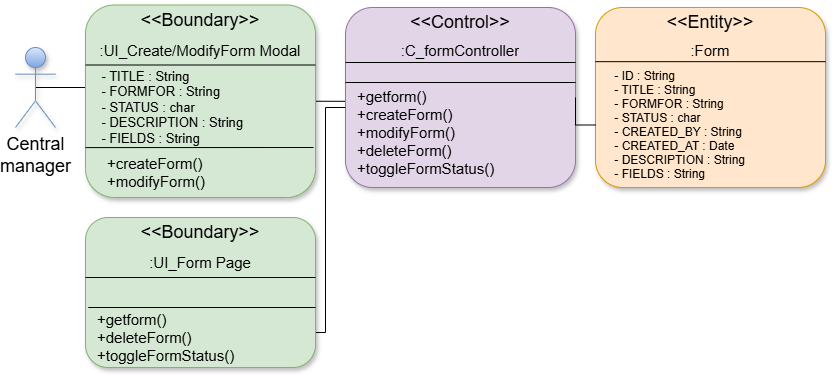 Central
manager
<<Boundary>>
:UI_Create/ModifyForm Modal
- TITLE : String
- FORMFOR : String
- STATUS : char
- DESCRIPTION : String
- FIELDS : String
+createForm()
+modifyForm()
<<Control>>
:C_formController
+getform()
+createForm()
+modifyForm()
+deleteForm()
+toggleFormStatus()
<<Entity>>
:Form
- ID : String
- TITLE : String
- FORMFOR : String
- STATUS : char
- CREATED_BY : String
- CREATED_AT : Date
- DESCRIPTION : String
- FIELDS : String
<<Boundary>>
:UI_Form Page
+getform()
+deleteForm()
+toggleFormStatus()